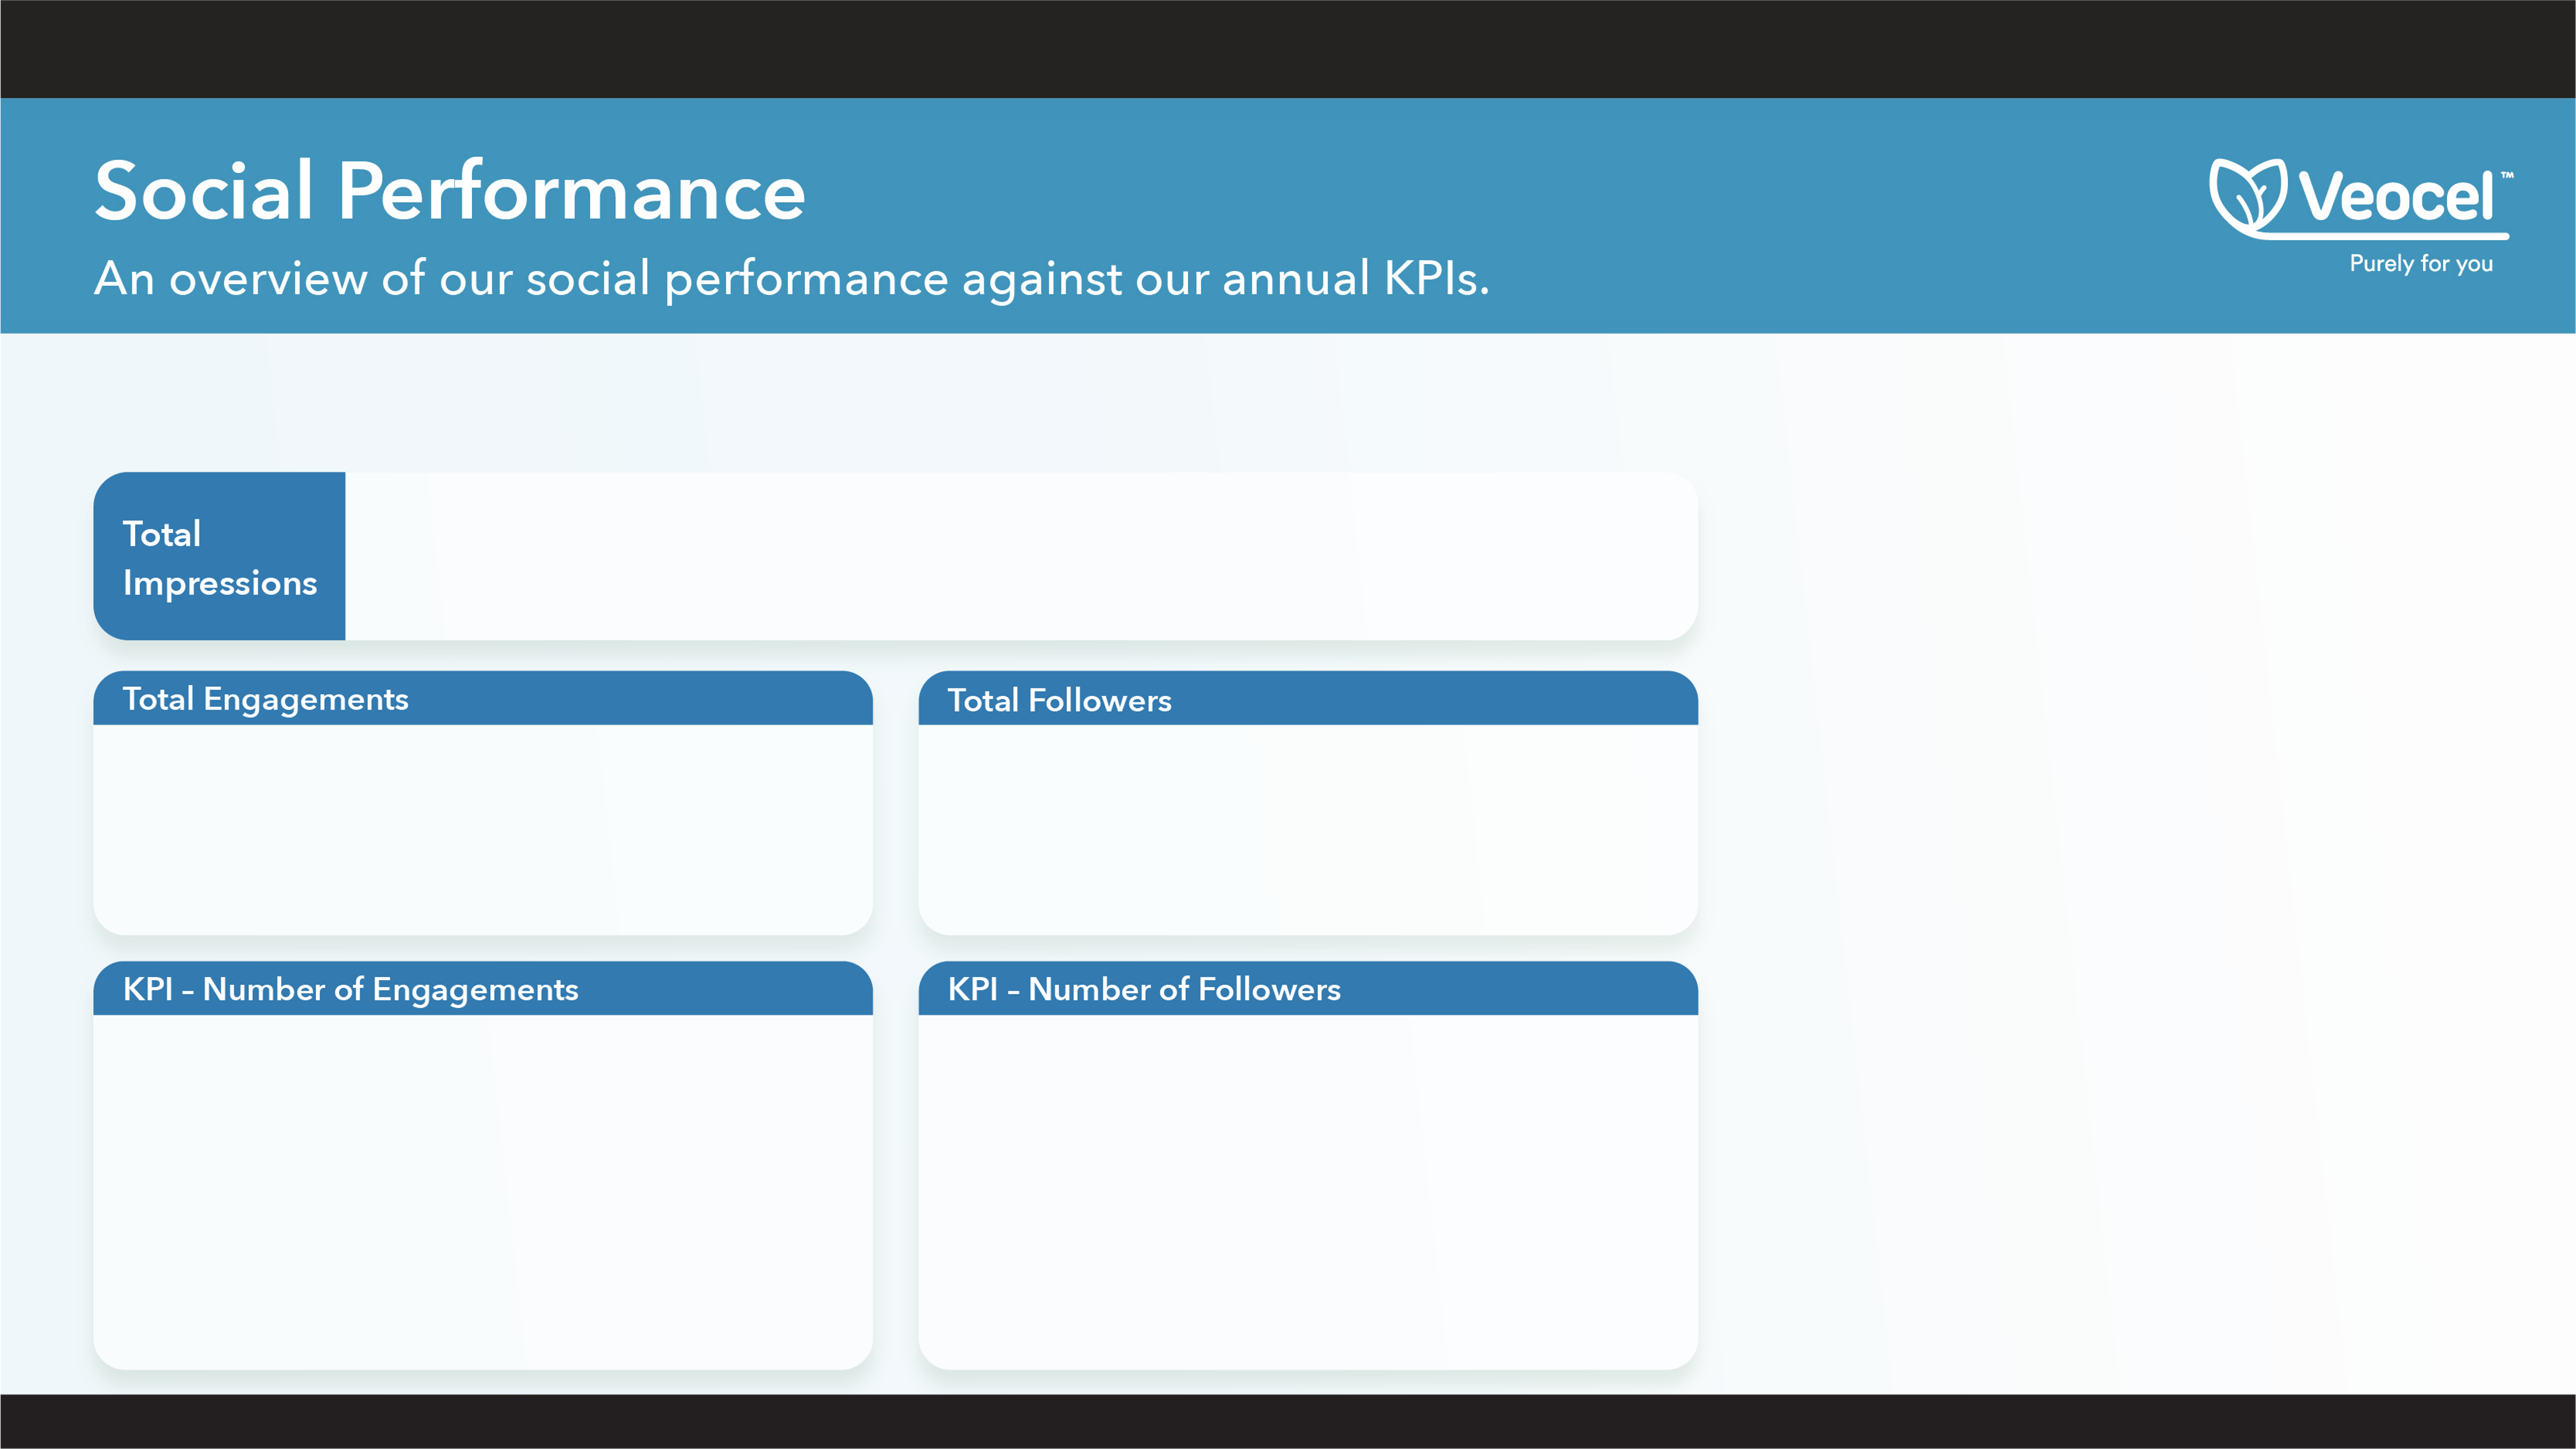 Social Performance
An overview of our social performance against our annual KPIs.
Veocel™
Purely for you
Total
Impressions
Total Engagements
Total Followers
KPI – Number of Engagements
KPI – Number of Followers